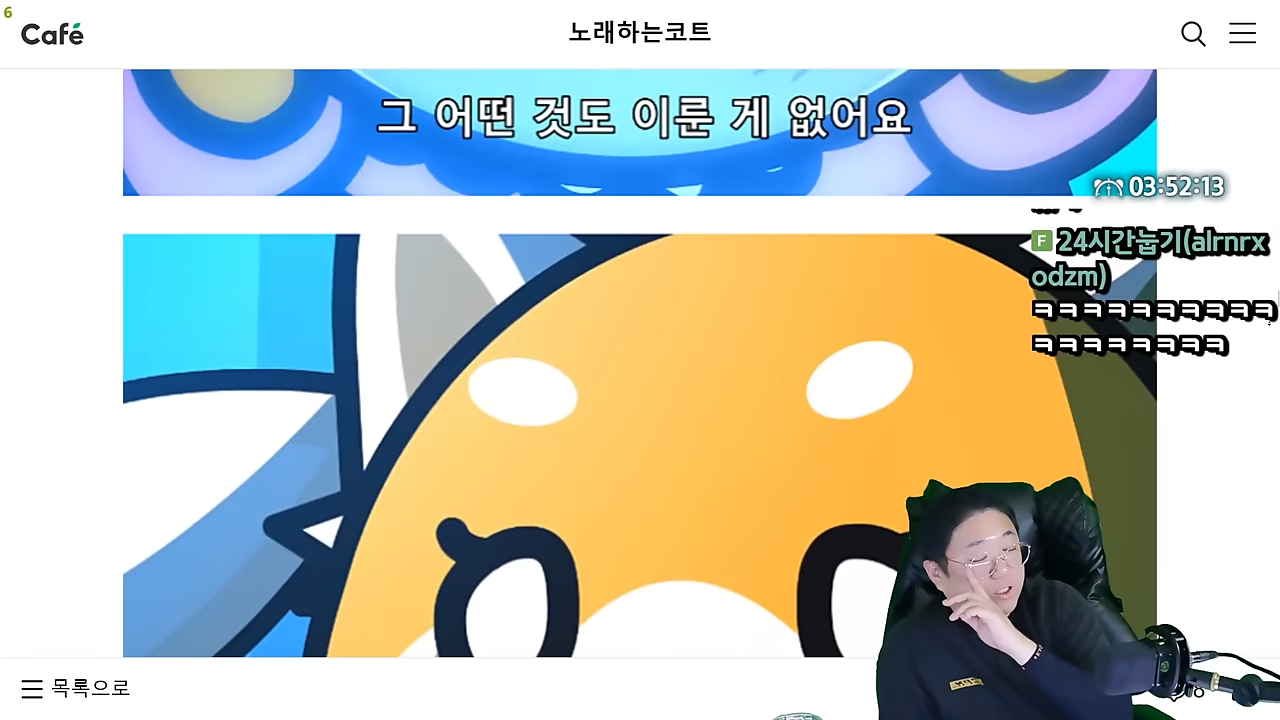 6
Café
노래하는코트
그 어떤 것도 이룬 게 없어요
03:52:13
F 24시간눕기(alrnrx
odzm)
ㅋㅋㅋㅋㅋㅋㅋㅋㅋㅋ
ㅋㅋㅋㅋㅋㅋㅋㅋ
목록으로